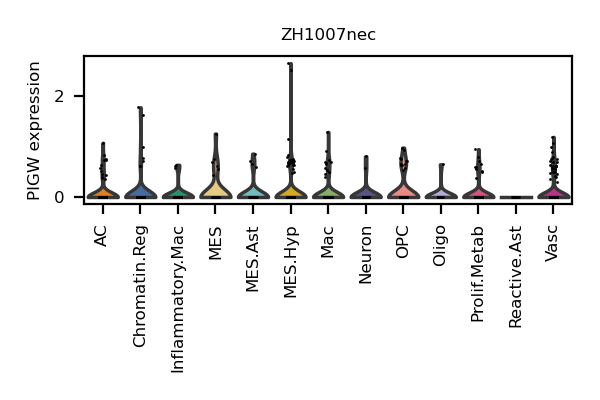 ZH1007nec
PIGW expression
2
0
AC
Chromatin.Reg
Inflammatory.Mac
MES
MES.Ast
MES.Hyp
Mac
Neuron
OPC
Oligo
Prolif.Metab
Reactive.Ast
Vasc